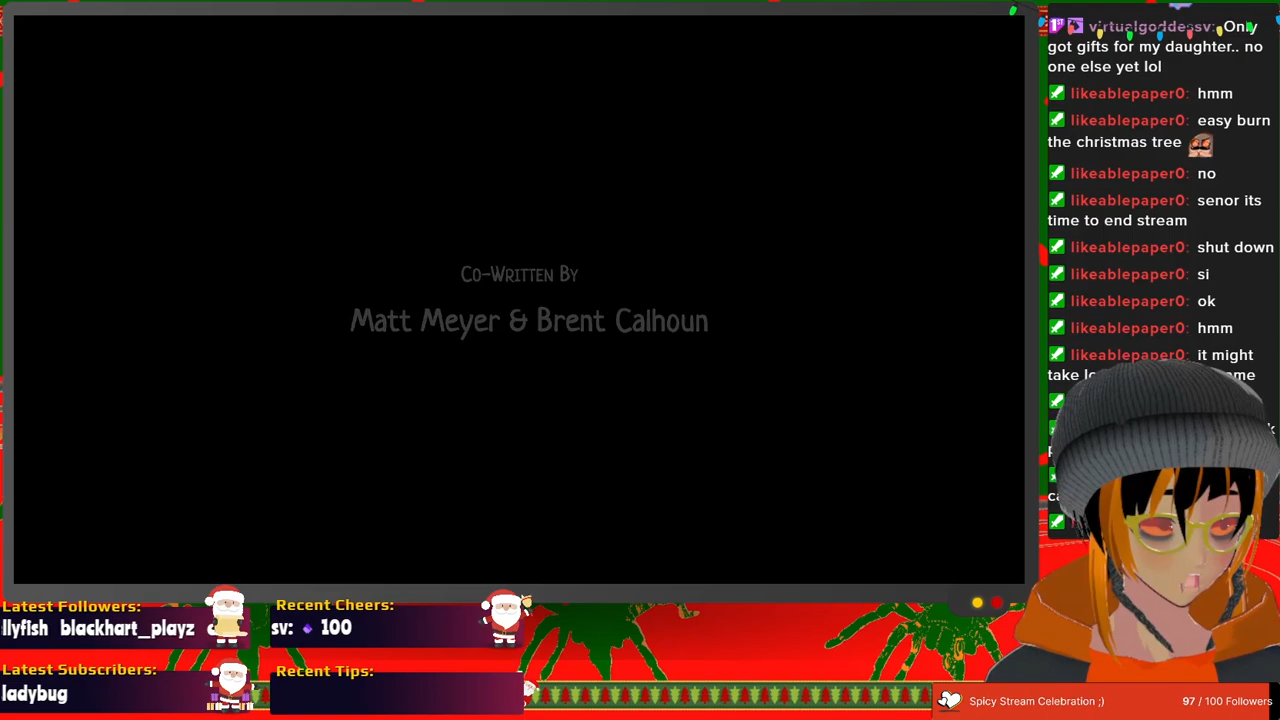 Co-Written By
Matt Meyer & Brent Calhoun
virtualgoddessv: Only
got gifts for my daughter.. no
one else yet lol
likeablepaper0: hmm
likeablepaper0: easy burn
the christmas tree
likeablepaper0: no
likeablepaper0: senor its
time to end stream
likeablepaper0: shut down
likeablepaper0: si
likeablepaper0: ok
likeablepaper0: hmm
likeablepaper0: it might
take
Latest Followers:
llyfish blackhart_playz
Recent Cheers:
sv: 100
Latest Subscribers:
ladybug
Recent Tips:
Spicy Stream Celebration ;)
97 / 100 Followers